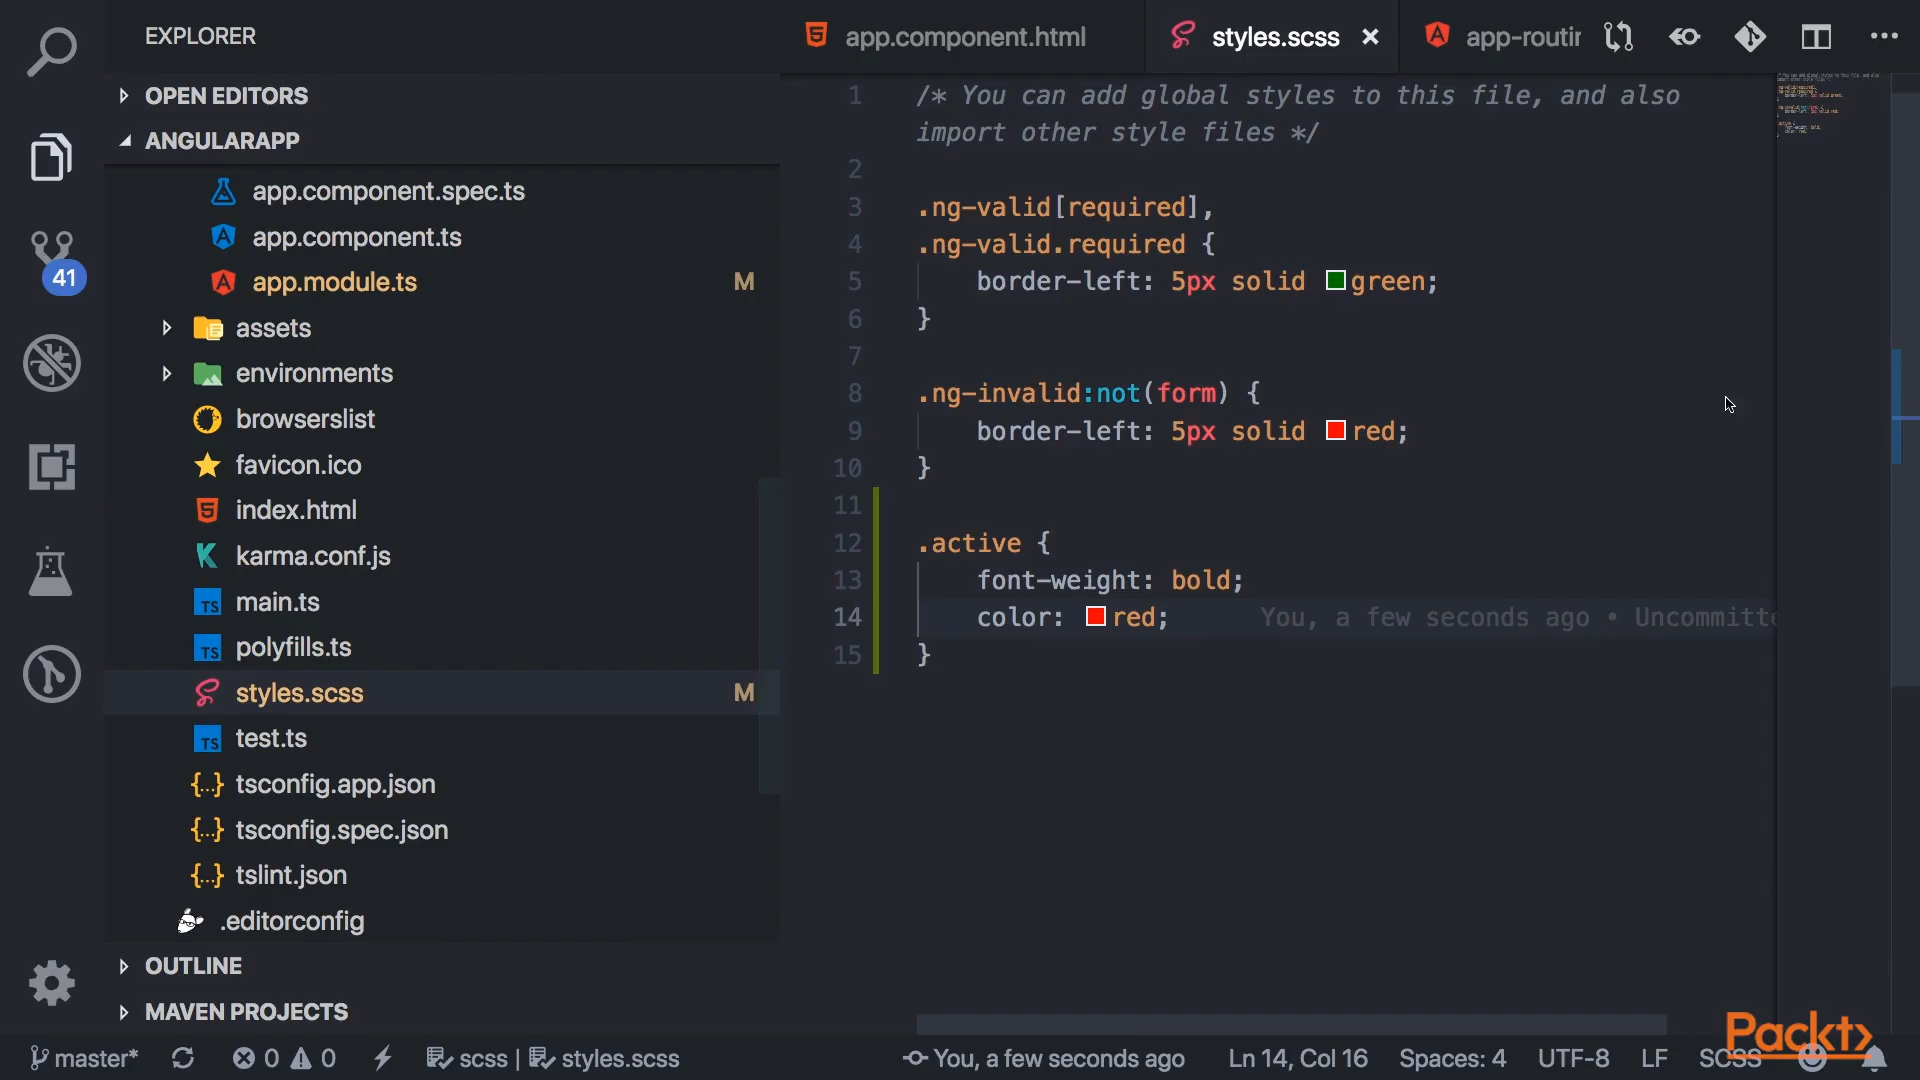 EXPLORER
OPEN EDITORS
ANGULARAPP
app.component.spec.ts
app.component.ts
app.module.ts M
assets
environments
browserslist
favicon.ico
index.html
karma.conf.js
main.ts
polyfills.ts
styles.scss M
test.ts
tsconfig.app.json
tsconfig.spec.json
tslint.json
.editorconfig
OUTLINE
MAVEN PROJECTS
41
app.component.html
styles.scss
app-routin
1 /* You can add global styles to this file, and also
import other style files */
2
3 .ng-valid[required],
4 .ng-valid.required {
5 border-left: 5px solid green;
6 }
7
8 .ng-invalid:not(form) {
9 border-left: 5px solid red;
10 }
11
12 .active {
13 font-weight: bold;
14 color: red; You, a few seconds ago • Uncommitte
15 }
master* 0 0 scss | styles.scss You, a few seconds ago Ln 14, Col 16 Spaces: 4 UTF-8 LF SCSS
Packt>